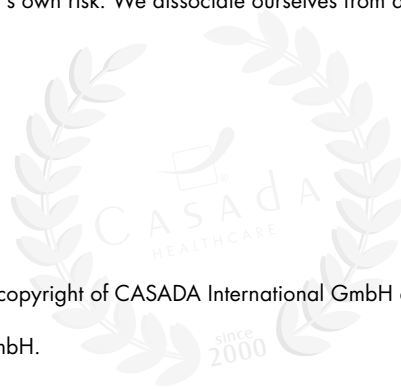 's own risk. We dissociate ourselves from
CASAdA
HEALTHCARE
copyright of CASADA International GmbH
since
2000
mbH.